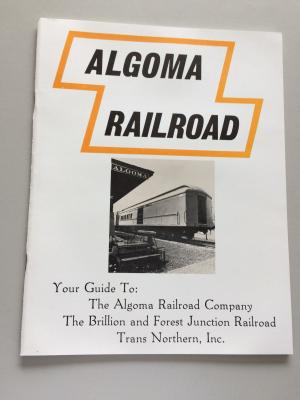 ALGOMA
RAILROAD
ALGOMA
Your Guide To:
The Algoma Railroad Company
The Brillion and Forest Junction Railroad
Trans Northern, Inc.